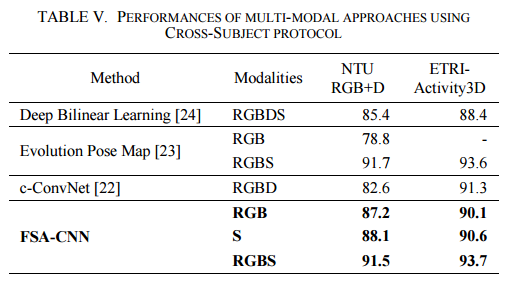 TABLE V. PERFORMANCES OF MULTI-MODAL APPROACHES USING
CROSS-SUBJECT PROTOCOL
Method Modalities NTU RGB+D ETRI-Activity3D
Deep Bilinear Learning [24] RGBDS 85.4 88.4
Evolution Pose Map [23] RGB 78.8 -
RGBS 91.7 93.6
c-ConvNet [22] RGBD 82.6 91.3
FSA-CNN RGB 87.2 90.1
S 88.1 90.6
RGBS 91.5 93.7